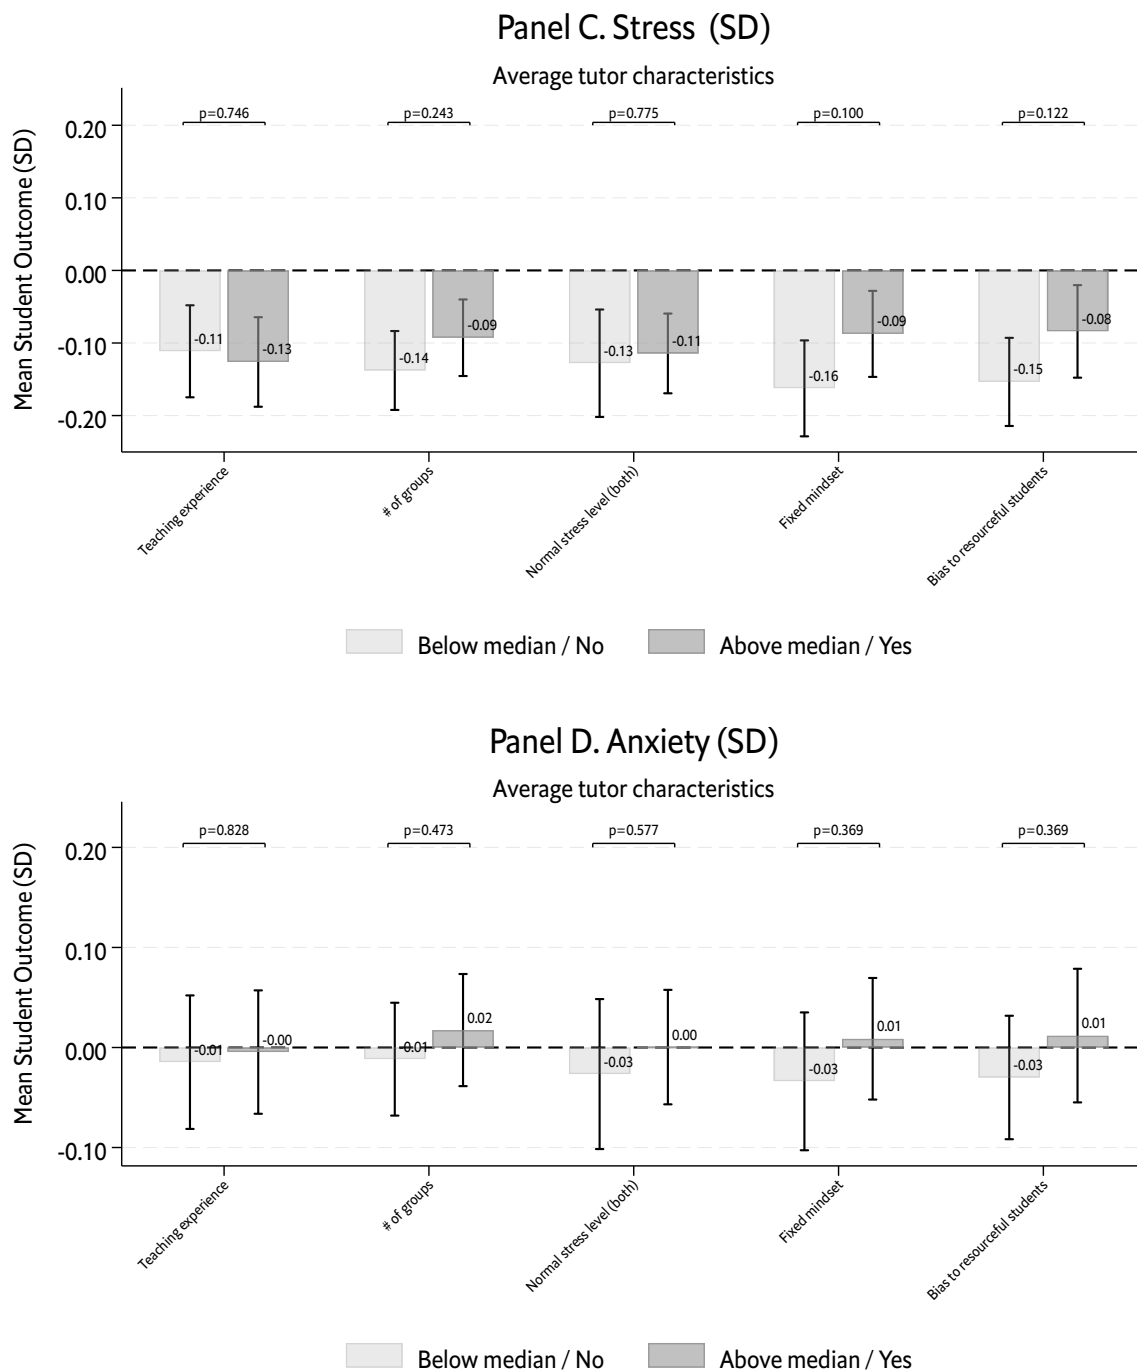 Panel C. Stress (SD)
Average tutor characteristics
Mean Student Outcome (SD)
0.20
0.10
0.00
-0.10
-0.20
p=0.746
p=0.243
p=0.775
p=0.100
p=0.122
-0.11
-0.13
-0.14
-0.09
-0.13
-0.11
-0.16
-0.09
-0.15
-0.08
Teaching experience
# of groups
Normal stress level (both)
Fixed mindset
Bias to resourceful students
Below median / No
Above median / Yes
Panel D. Anxiety (SD)
Average tutor characteristics
Mean Student Outcome (SD)
0.20
0.10
0.00
-0.10
p=0.828
p=0.473
p=0.577
p=0.369
p=0.369
-0.01
-0.00
-0.01
0.02
-0.03
0.00
-0.03
0.01
-0.03
0.01
Teaching experience
# of groups
Normal stress level (both)
Fixed mindset
Bias to resourceful students
Below median / No
Above median / Yes